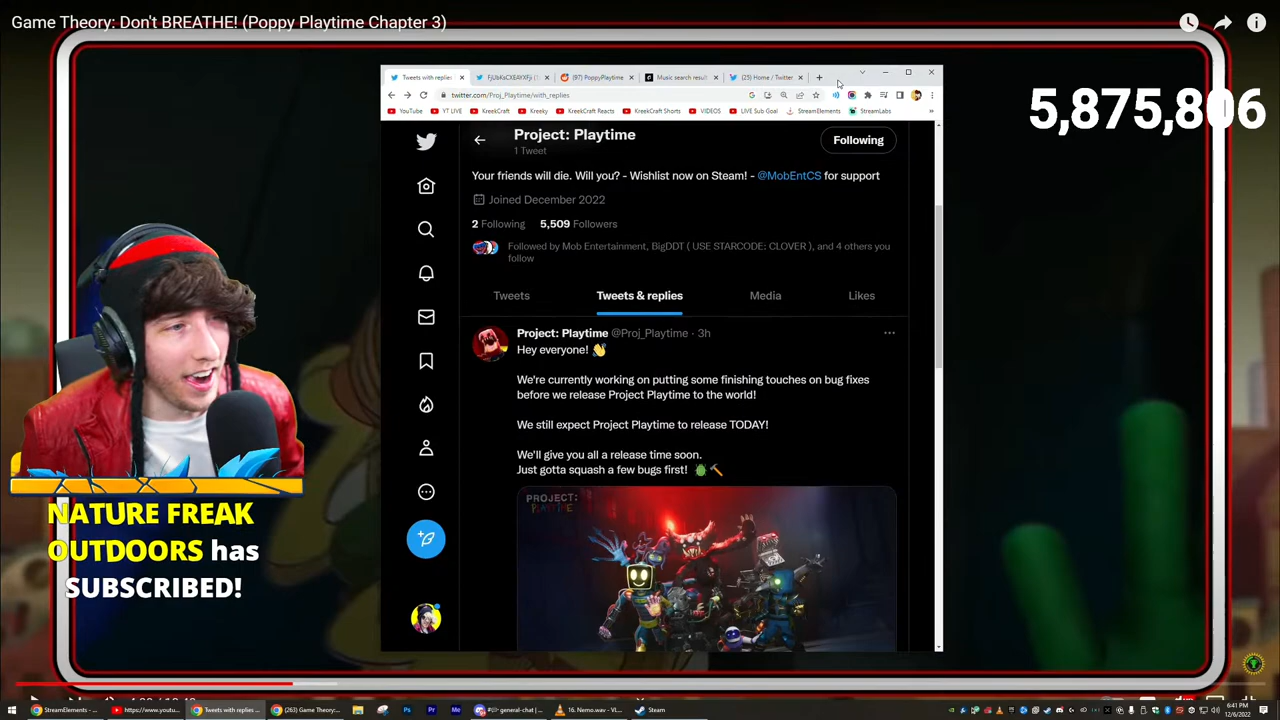 Game Theory: Don't BREATHE! (Poppy Playtime Chapter 3)
5,875,806
Tweets with replies
(97) PoppyPlaytime
Music search result
(25) Home / Twitter
twitter.com/Proj_Playtime/with_replies
YouTube
YT LIVE
KreekCraft
Kreeky
KreekCraft Reacts
KreekCraft Shorts
VIDEOS
LIVE Sub Goal
StreamElements
StreamLabs
Project: Playtime
1 Tweet
Following
Your friends will die. Will you? - Wishlist now on Steam! - @MobEntCS for support
Joined December 2022
2 Following 5,509 Followers
Followed by Mob Entertainment, BigDDT ( USE STARCODE: CLOVER ), and 4 others you
follow
Tweets
Tweets & replies
Media
Likes
Project: Playtime @Proj_Playtime · 3h
Hey everyone! 👋
We're currently working on putting some finishing touches on bug fixes
before we release Project Playtime to the world!
We still expect Project Playtime to release TODAY!
We'll give you all a release time soon.
Just gotta squash a few bugs first! 🪲🔨
PROJECT:
PLAYTIME
NATURE FREAK
OUTDOORS has
SUBSCRIBED!
StreamElements - ...
https://www.youtu...
Tweets with replies ...
(263) Game Theory: ...
general-chat | ...
16. Nemo.wav - VL...
Steam
6:41 PM
12/6/2022